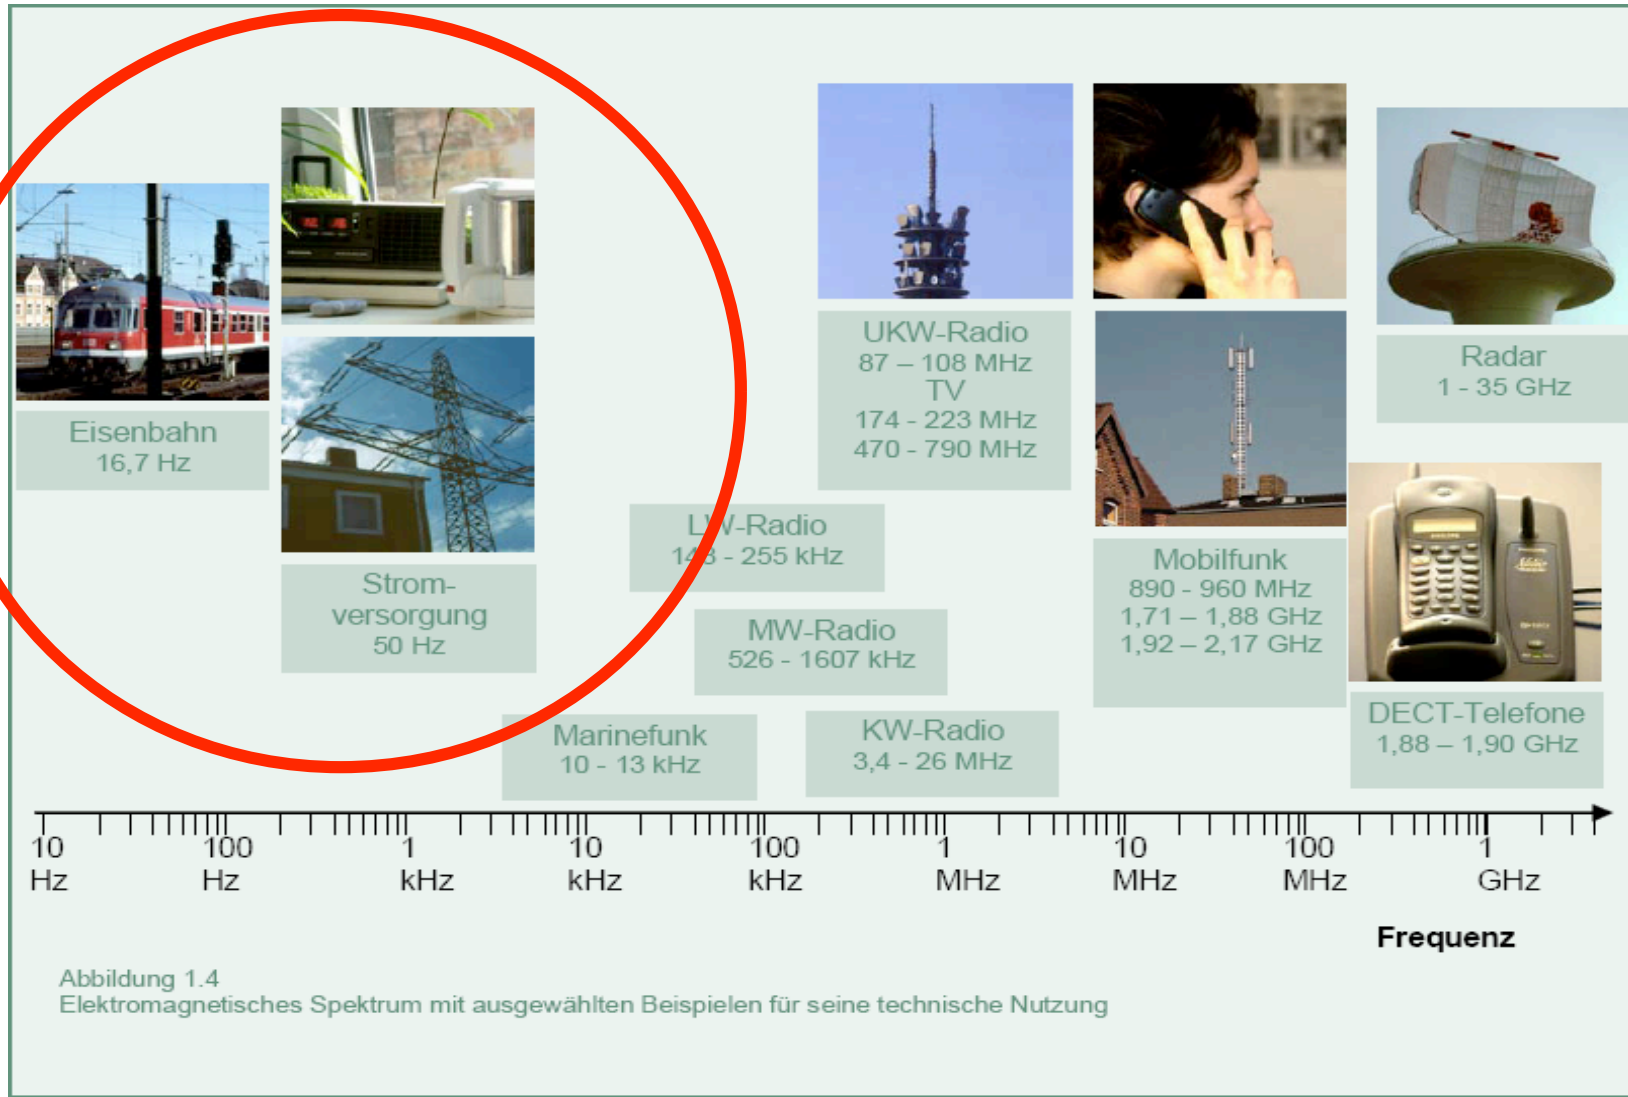 Eisenbahn
16,7 Hz
Strom-
versorgung
50 Hz
LW-Radio
148 - 255 kHz
MW-Radio
526 - 1607 kHz
Marinefunk
10 - 13 kHz
KW-Radio
3,4 - 26 MHz
UKW-Radio
87 – 108 MHz
TV
174 - 223 MHz
470 - 790 MHz
Mobilfunk
890 - 960 MHz
1,71 – 1,88 GHz
1,92 – 2,17 GHz
Radar
1 - 35 GHz
DECT-Telefone
1,88 – 1,90 GHz
10 100 1 10 100 1 10 100 1
Hz Hz kHz kHz kHz MHz MHz MHz GHz
Frequenz
Abbildung 1.4
Elektromagnetisches Spektrum mit ausgewählten Beispielen für seine technische Nutzung